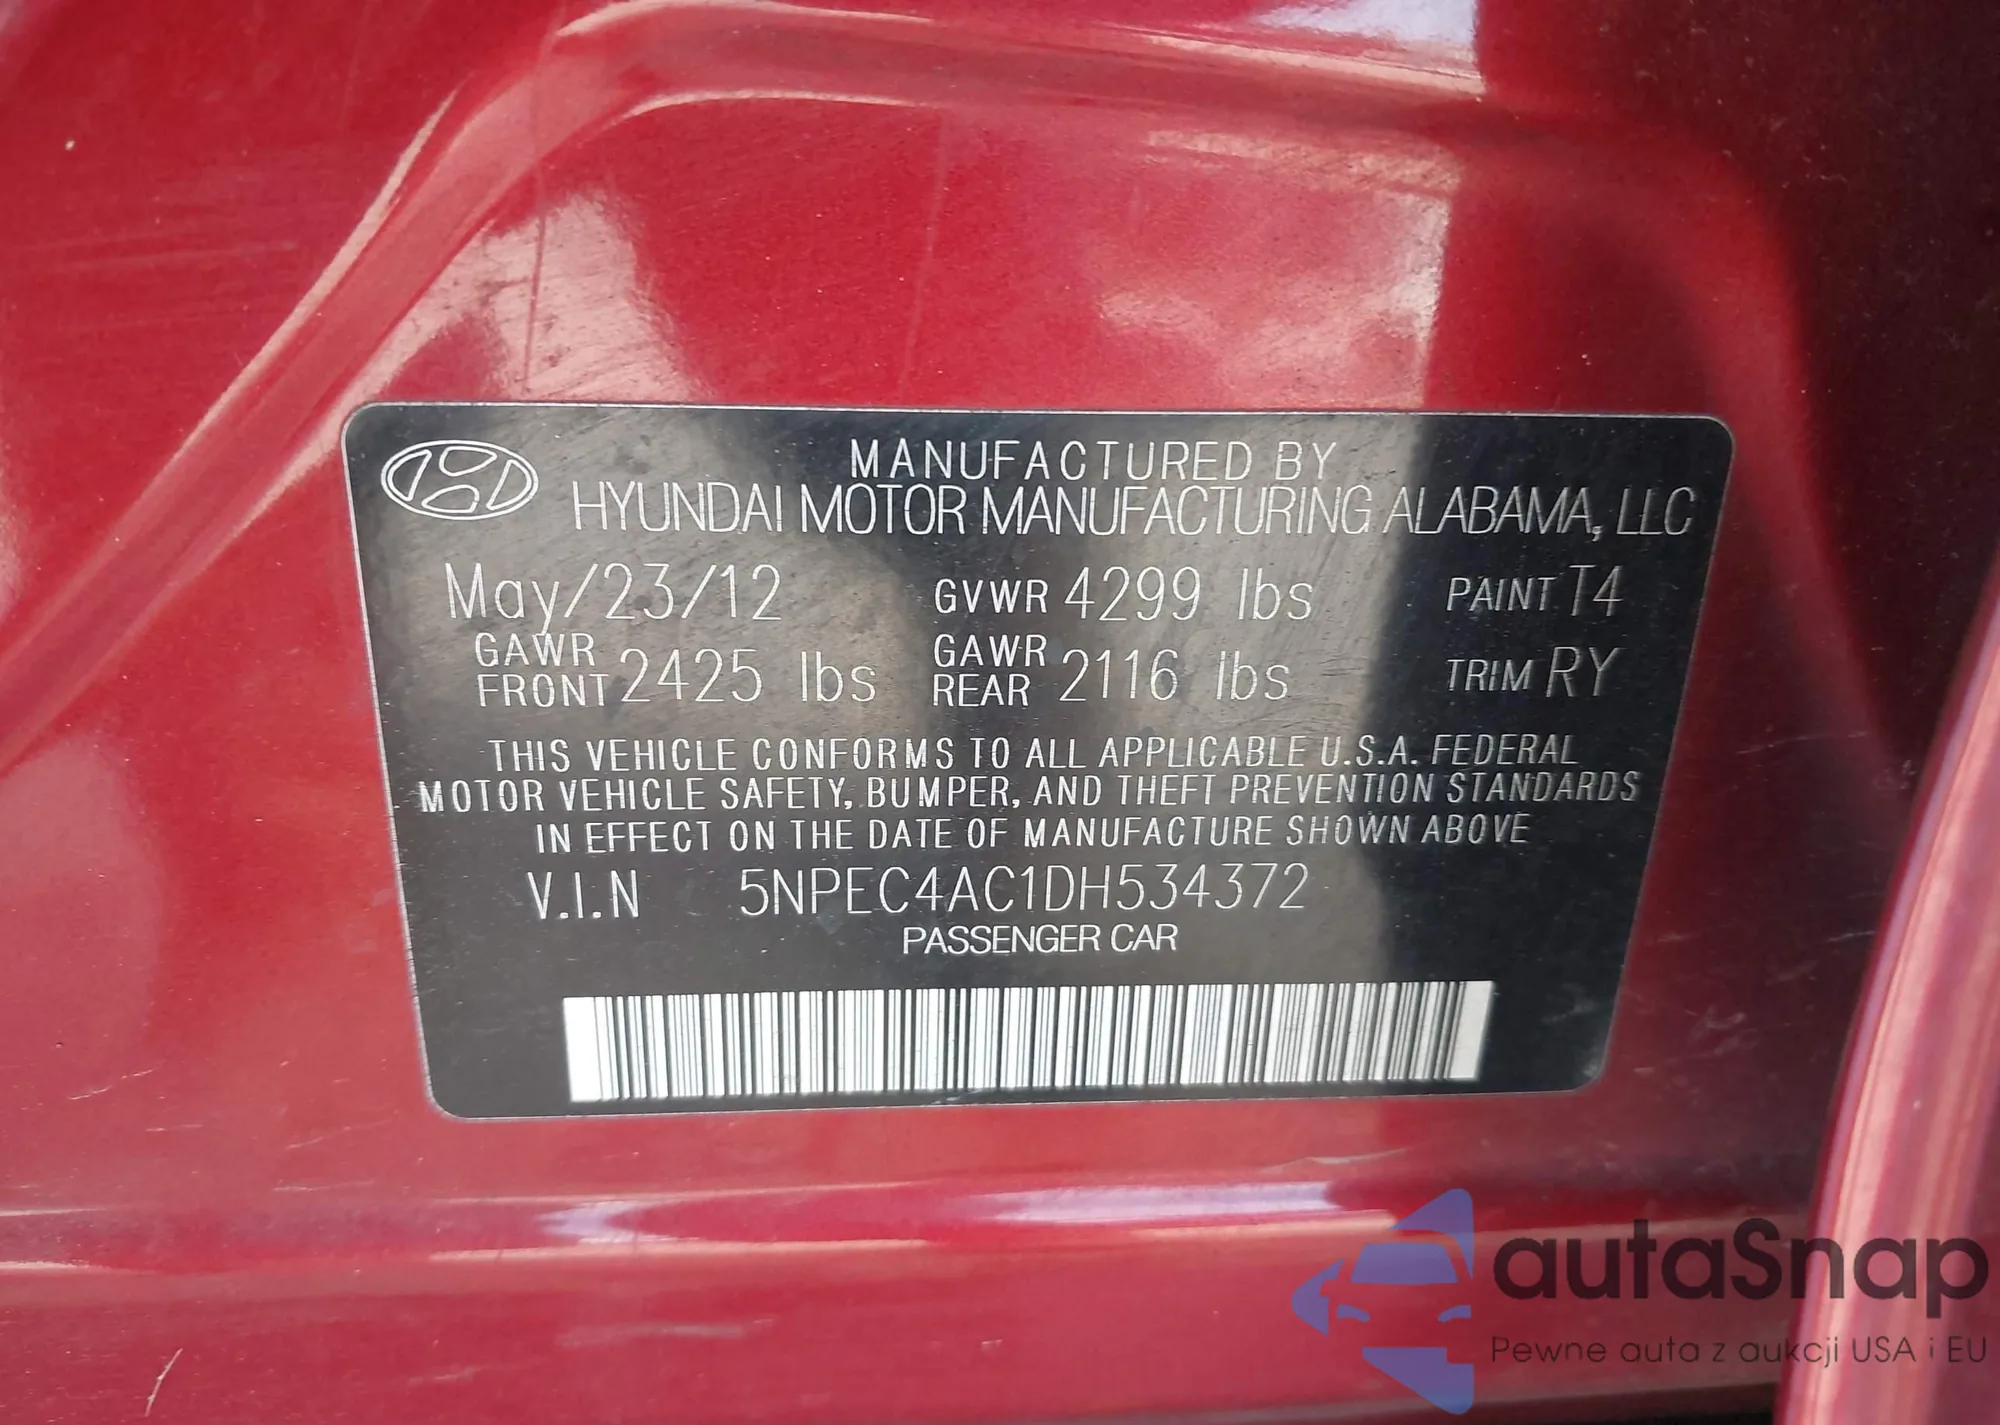 MANUFACTURED BY
HYUNDAI MOTOR MANUFACTURING ALABAMA, LLC
May/23/12 GVWR 4299 lbs PAINT T4
GAWR FRONT 2425 lbs GAWR REAR 2116 lbs TRIM RY
THIS VEHICLE CONFORMS TO ALL APPLICABLE U.S.A. FEDERAL
MOTOR VEHICLE SAFETY, BUMPER, AND THEFT PREVENTION STANDARDS
IN EFFECT ON THE DATE OF MANUFACTURE SHOWN ABOVE
V.I.N 5NPEC4AC1DH534372
PASSENGER CAR
autaSnap
Pewne auta z aukcji USA i EU